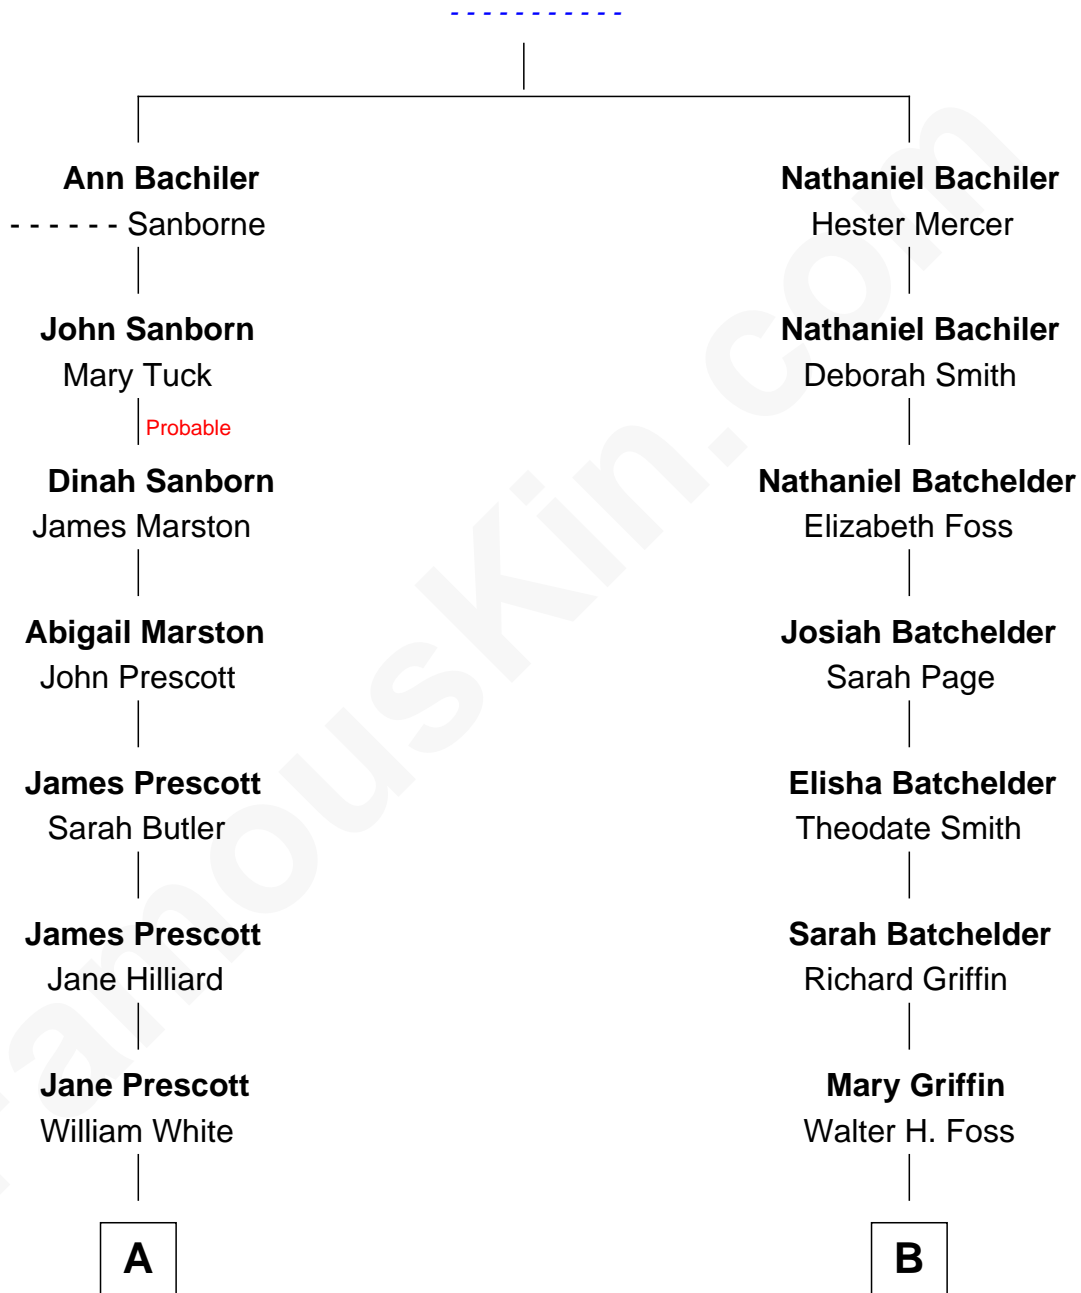 - - - - - - - - - - -
Ann Bachiler
- - - - - - Sanborne
John Sanborn
Mary Tuck
Probable
Dinah Sanborn
James Marston
Abigail Marston
John Prescott
James Prescott
Sarah Butler
James Prescott
Jane Hilliard
Jane Prescott
William White
A
Nathaniel Bachiler
Hester Mercer
Nathaniel Bachiler
Deborah Smith
Nathaniel Batchelder
Elizabeth Foss
Josiah Batchelder
Sarah Page
Elisha Batchelder
Theodate Smith
Sarah Batchelder
Richard Griffin
Mary Griffin
Walter H. Foss
B
FamousKin.com